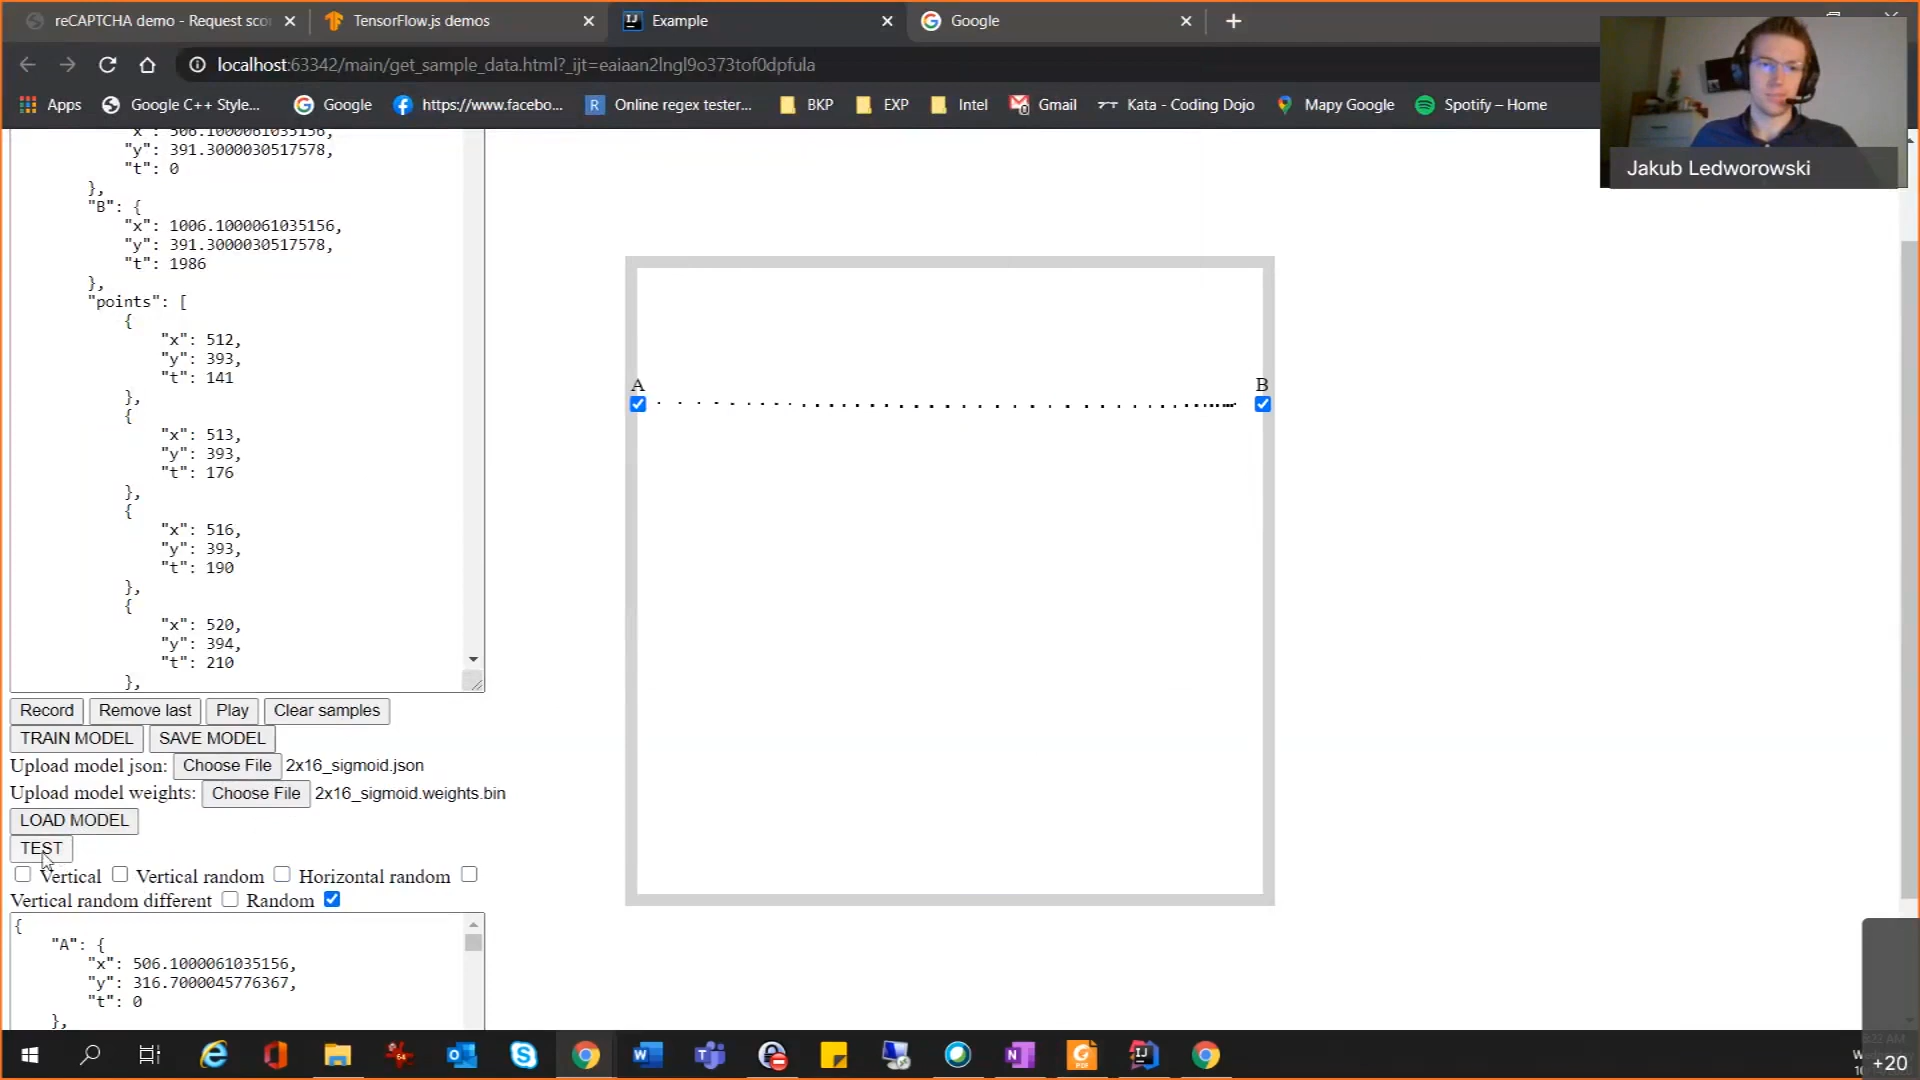 reCAPTCHA demo - Request sco
TensorFlow.js demos
Example
Google
localhost:63342/main/get_sample_data.html?_ijt=eaiaan2lngl9o373tof0dpfula
Apps
Google C++ Style...
Google
https://www.facebo...
Online regex tester...
BKP
EXP
Intel
Gmail
Kata - Coding Dojo
Mapy Google
Spotify – Home
Jakub Ledworowski
"x": 506.1000061035156,
"y": 391.3000030517578,
"t": 0
},
"B": {
"x": 1006.1000061035156,
"y": 391.3000030517578,
"t": 1986
},
"points": [
{
"x": 512,
"y": 393,
"t": 141
},
{
"x": 513,
"y": 393,
"t": 176
},
{
"x": 516,
"y": 393,
"t": 190
},
{
"x": 520,
"y": 394,
"t": 210
},
A
B
Record
Remove last
Play
Clear samples
TRAIN MODEL
SAVE MODEL
Upload model json: Choose File 2x16_sigmoid.json
Upload model weights: Choose File 2x16_sigmoid.weights.bin
LOAD MODEL
TEST
Vertical
Vertical random
Horizontal random
Vertical random different
Random
{
"A": {
"x": 506.1000061035156,
"y": 316.7000045776367,
"t": 0
},
+20